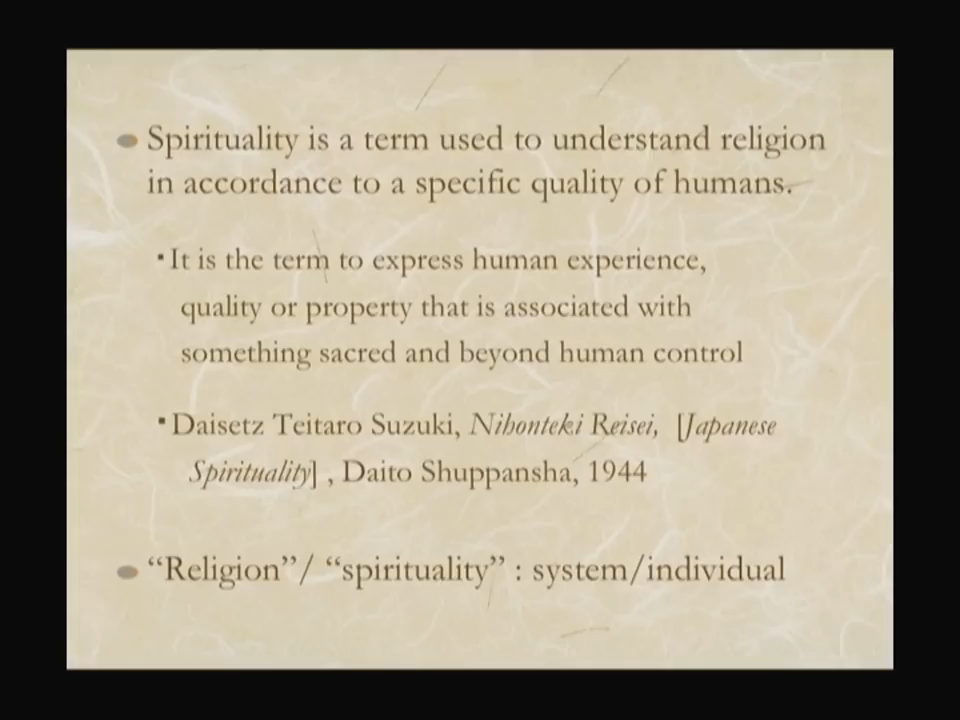 Spirituality is a term used to understand religion
in accordance to a specific quality of humans.
It is the term to express human experience,
quality or property that is associated with
something sacred and beyond human control
Daisetz Teitaro Suzuki, Nihonteki Reisei, [Japanese
Spirituality] , Daito Shuppansha, 1944
“Religion”/ “spirituality” : system/individual